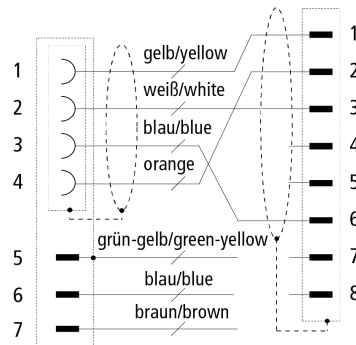 gelb/yellow
weiß/white
blau/blue
orange
grün-gelb/green-yellow
blau/blue
braun/brown
1
2
3
4
5
6
7
1
2
3
4
5
6
7
8